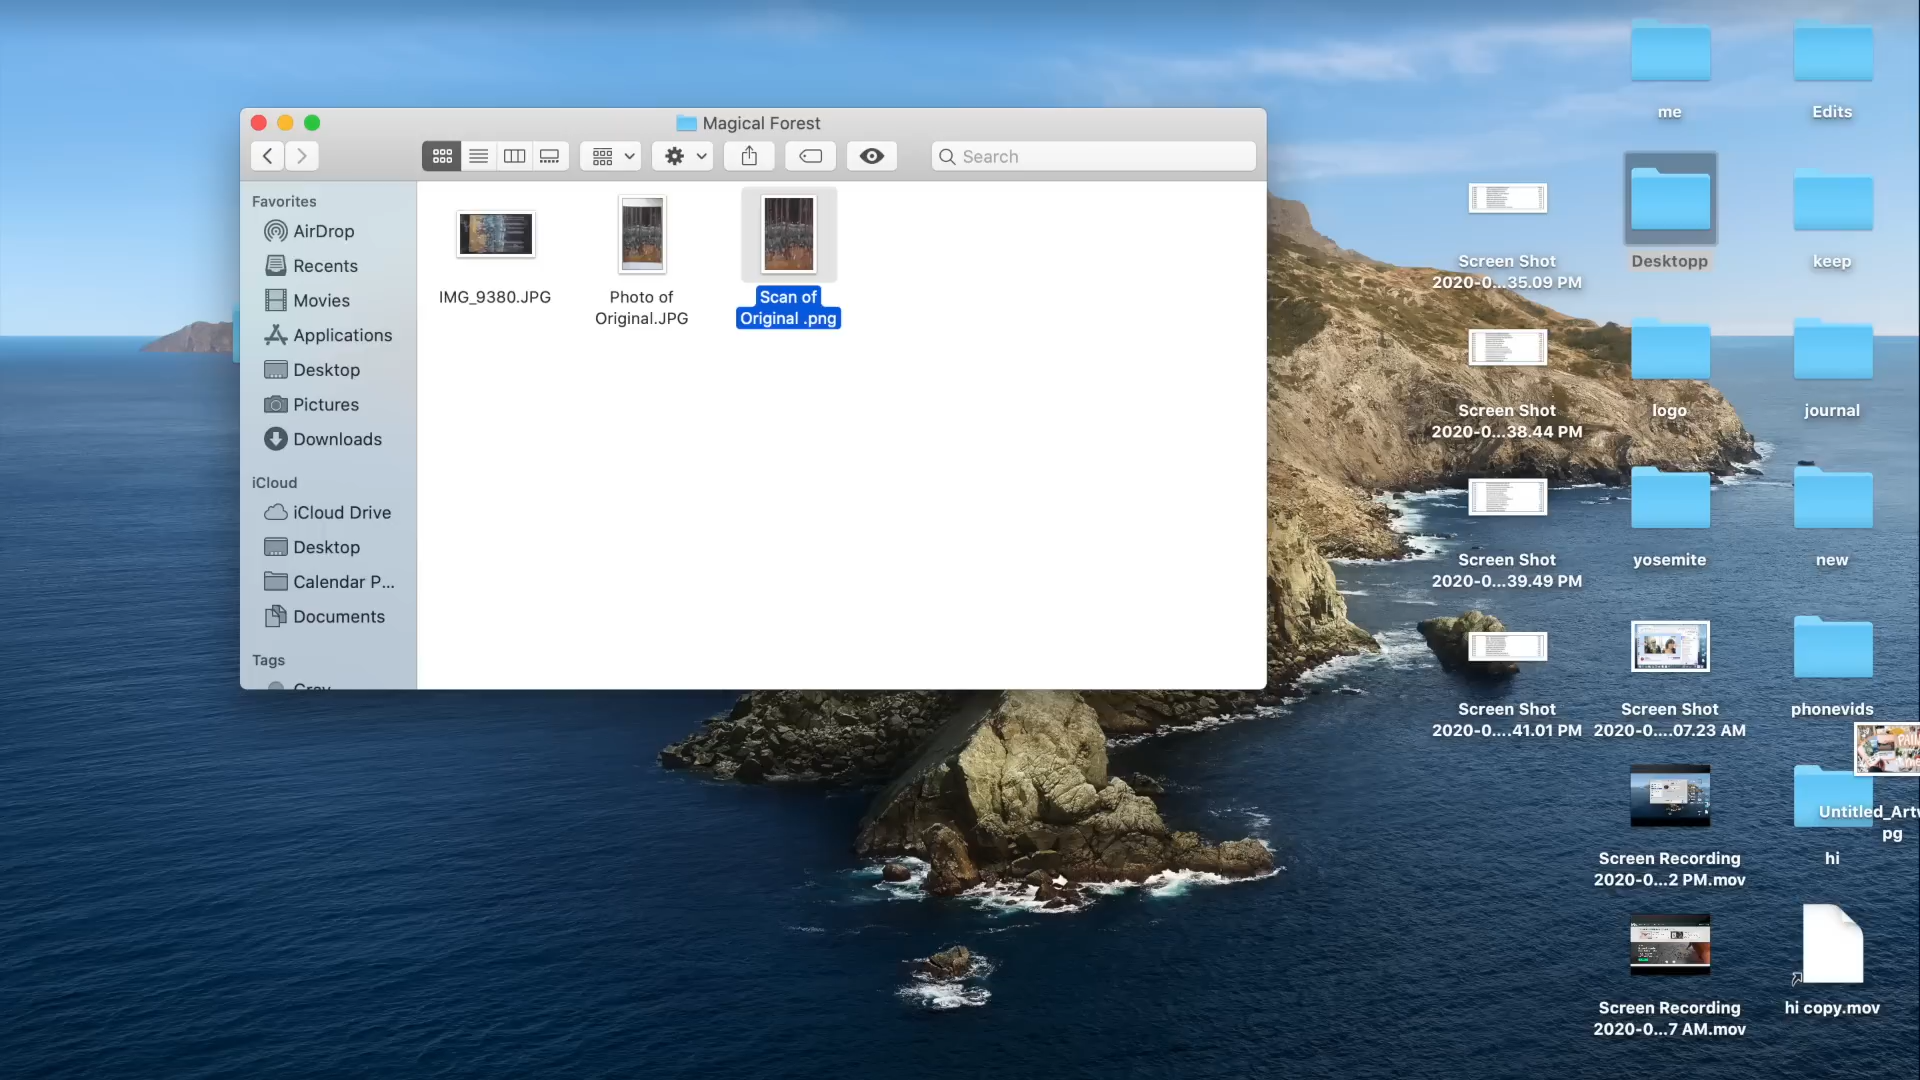 Magical Forest
Search
Favorites
AirDrop
Recents
Movies
Applications
Desktop
Pictures
Downloads
iCloud
iCloud Drive
Desktop
Calendar P...
Documents
Tags
Gray
IMG_9380.JPG
Photo of
Original.JPG
Scan of
Original .png
Screen Shot
2020-0...35.09 PM
Screen Shot
2020-0...38.44 PM
Screen Shot
2020-0...39.49 PM
Screen Shot
2020-0....41.01 PM
me
Desktopp
logo
yosemite
Screen Shot
2020-0....07.23 AM
Screen Recording
2020-0...2 PM.mov
Screen Recording
2020-0...7 AM.mov
Edits
keep
journal
new
phonevids
Untitled_Artw
pg
hi
hi copy.mov